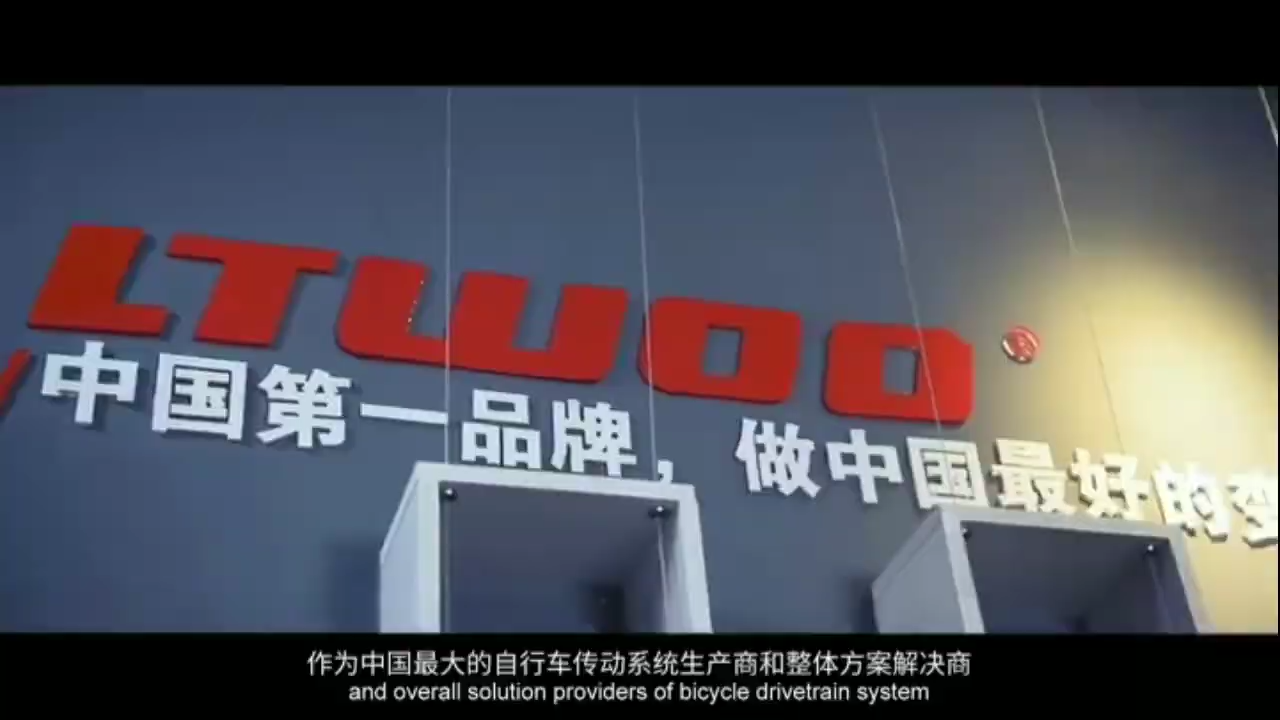 LTWOO®
中国第一品牌，做中国最好的变
作为中国最大的自行车传动系统生产商和整体方案解决商
and overall solution providers of bicycle drivetrain system